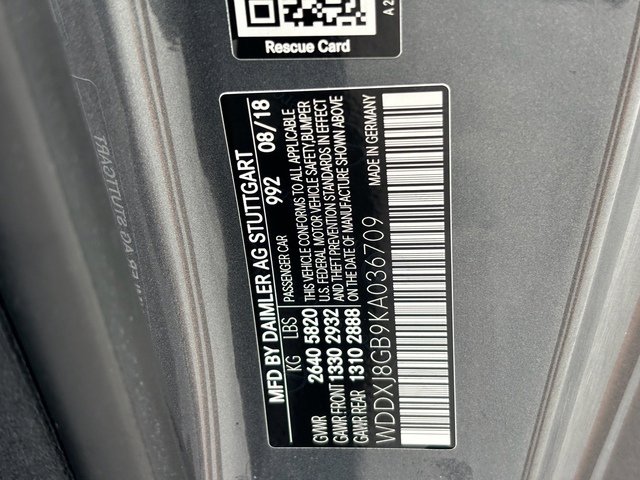 Rescue Card
A 2
MFD BY DAIMLER AG STUTTGART
992 08/18
KG LBS PASSENGER CAR
GVWR 2640 5820 THIS VEHICLE CONFORMS TO ALL APPLICABLE
GAWR FRONT 1330 2932 U.S. FEDERAL MOTOR VEHICLE SAFETY,BUMPER
AND THEFT PREVENTION STANDARDS IN EFFECT
GAWR REAR 1310 2888 ON THE DATE OF MANUFACTURE SHOWN ABOVE
WDDXJ8GB9KA036709 MADE IN GERMANY